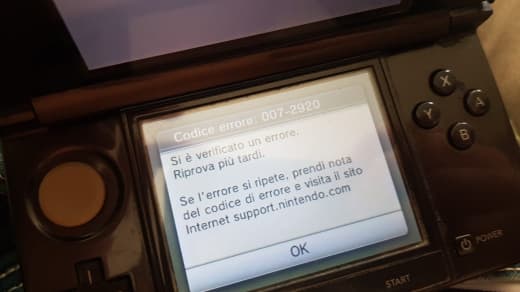 Codice errore: 007-2920
Si è verificato un errore.
Riprova più tardi.
Se l'errore si ripete, prendi nota
del codice di errore e visita il sito
Internet support.nintendo.com
OK
X
Y
A
B
POWER
START